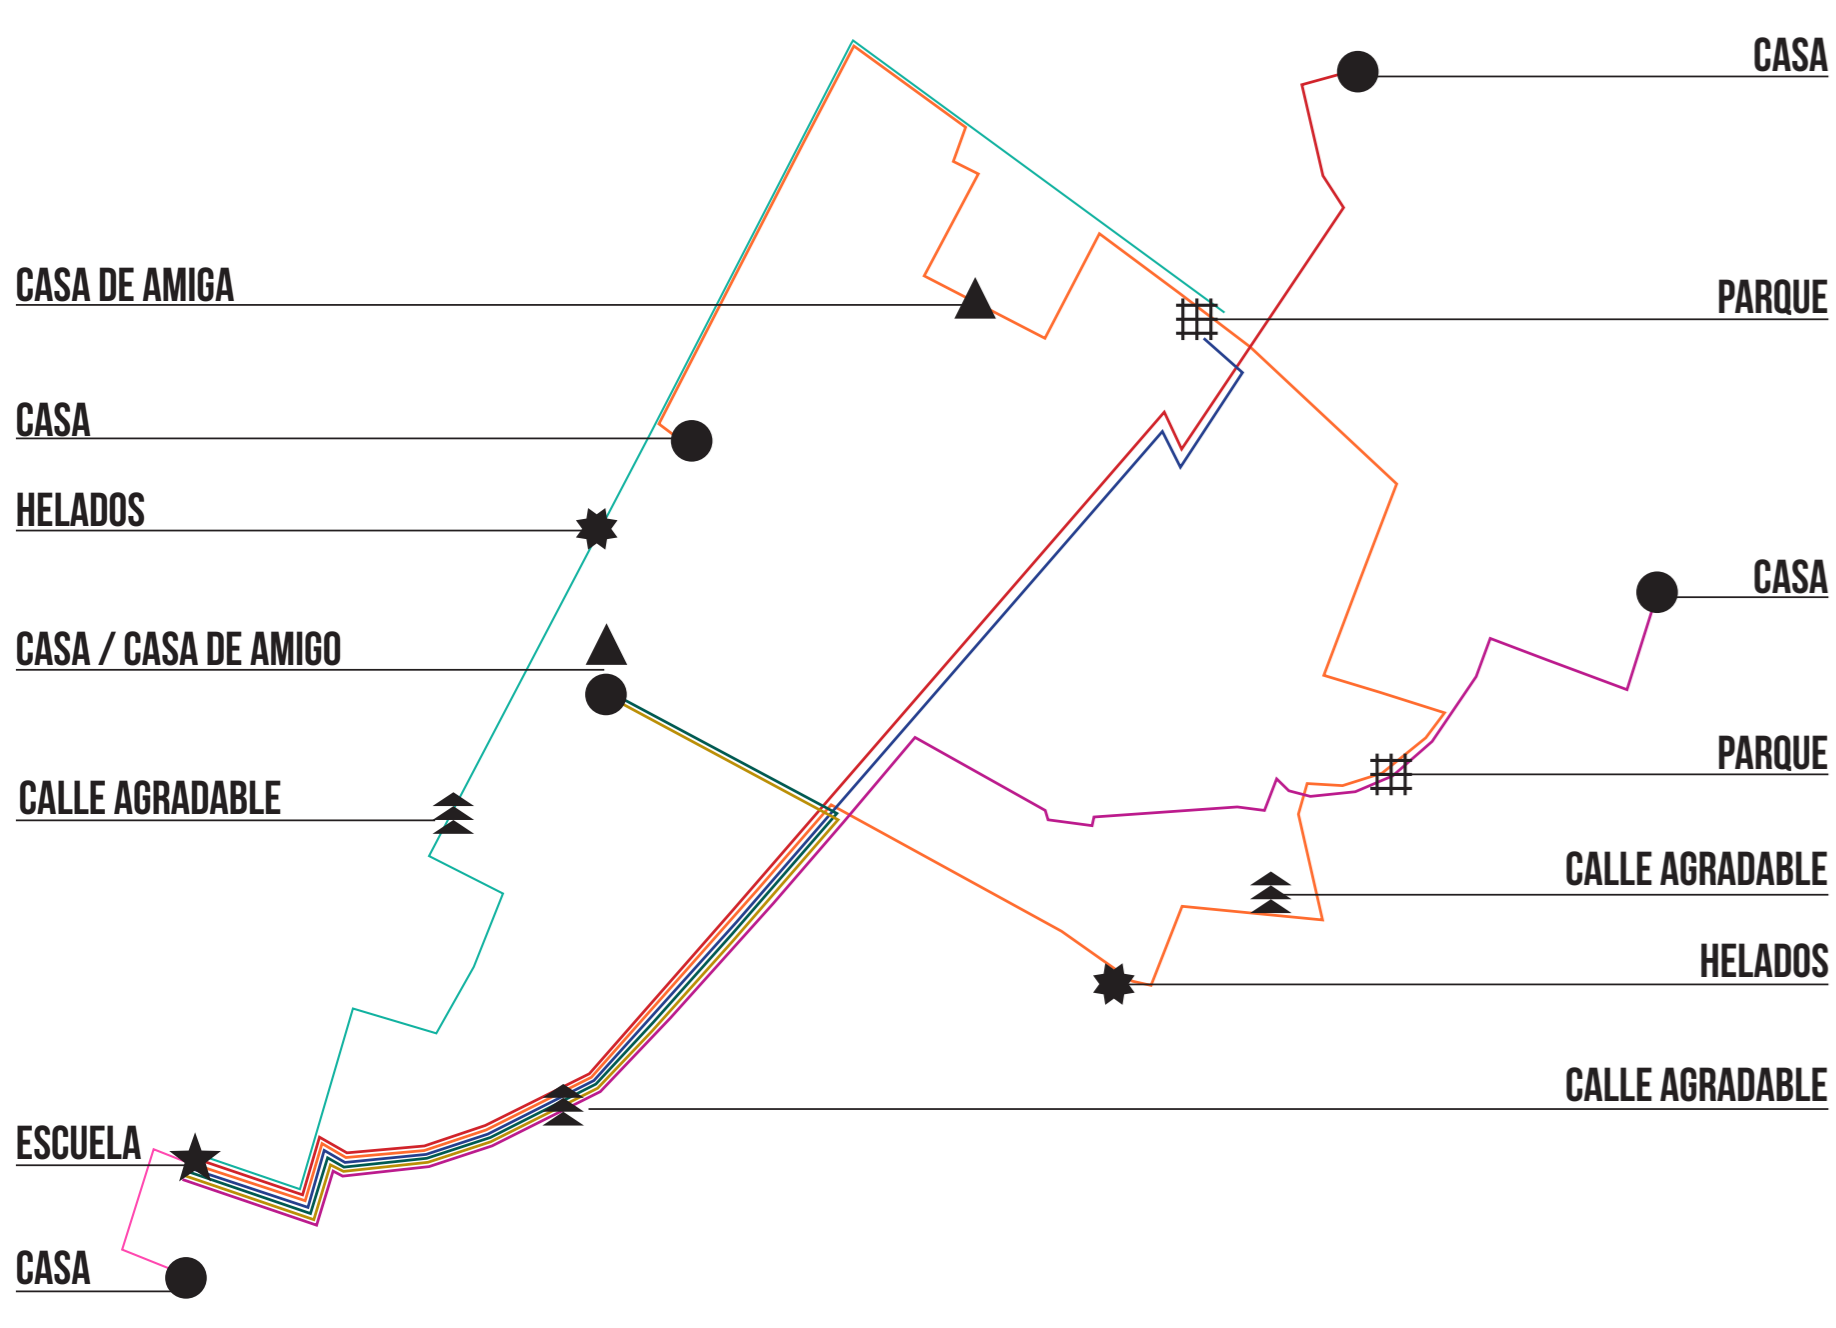 CASA
CASA DE AMIGA
PARQUE
CASA
HELADOS
CASA
CASA / CASA DE AMIGO
PARQUE
CALLE AGRADABLE
CALLE AGRADABLE
HELADOS
CALLE AGRADABLE
ESCUELA
CASA